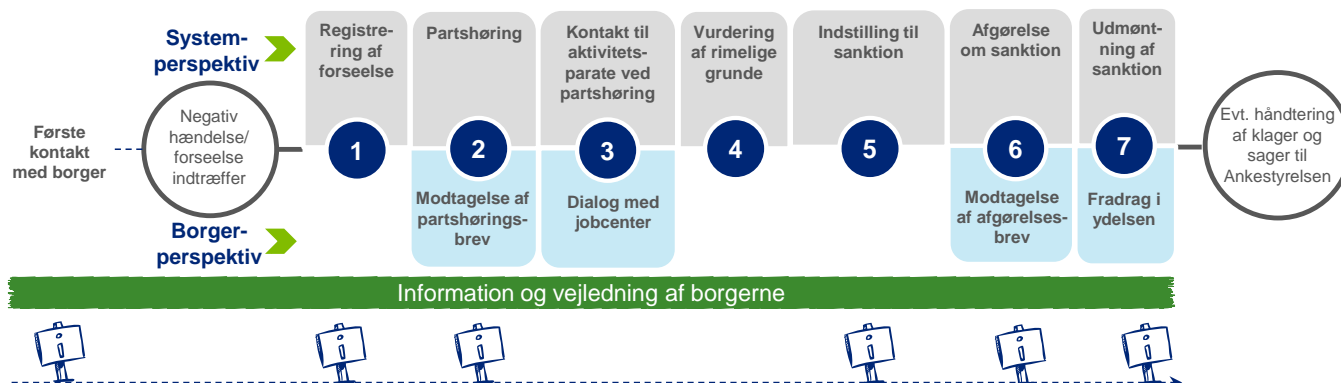 System-
perspektiv
Registre-
ring af
forseelse
Partshøring
Kontakt til
aktivitets-
parate ved
partshøring
Vurdering
af rimelige
grunde
Indstilling til
sanktion
Afgørelse
om sanktion
Udmønt-
ning af
sanktion
Første
kontakt
med borger
Negativ
hændelse/
forseelse
indtræffer
1
2
3
4
5
6
7
Evt. håndtering
af klager og
sager til
Ankestyrelsen
Borger-
perspektiv
Modtagelse af
partshørings-
brev
Dialog med
jobcenter
Modtagelse
af afgørelses-
brev
Fradrag i
ydelsen
Information og vejledning af borgerne
i
i
i
i
i
i